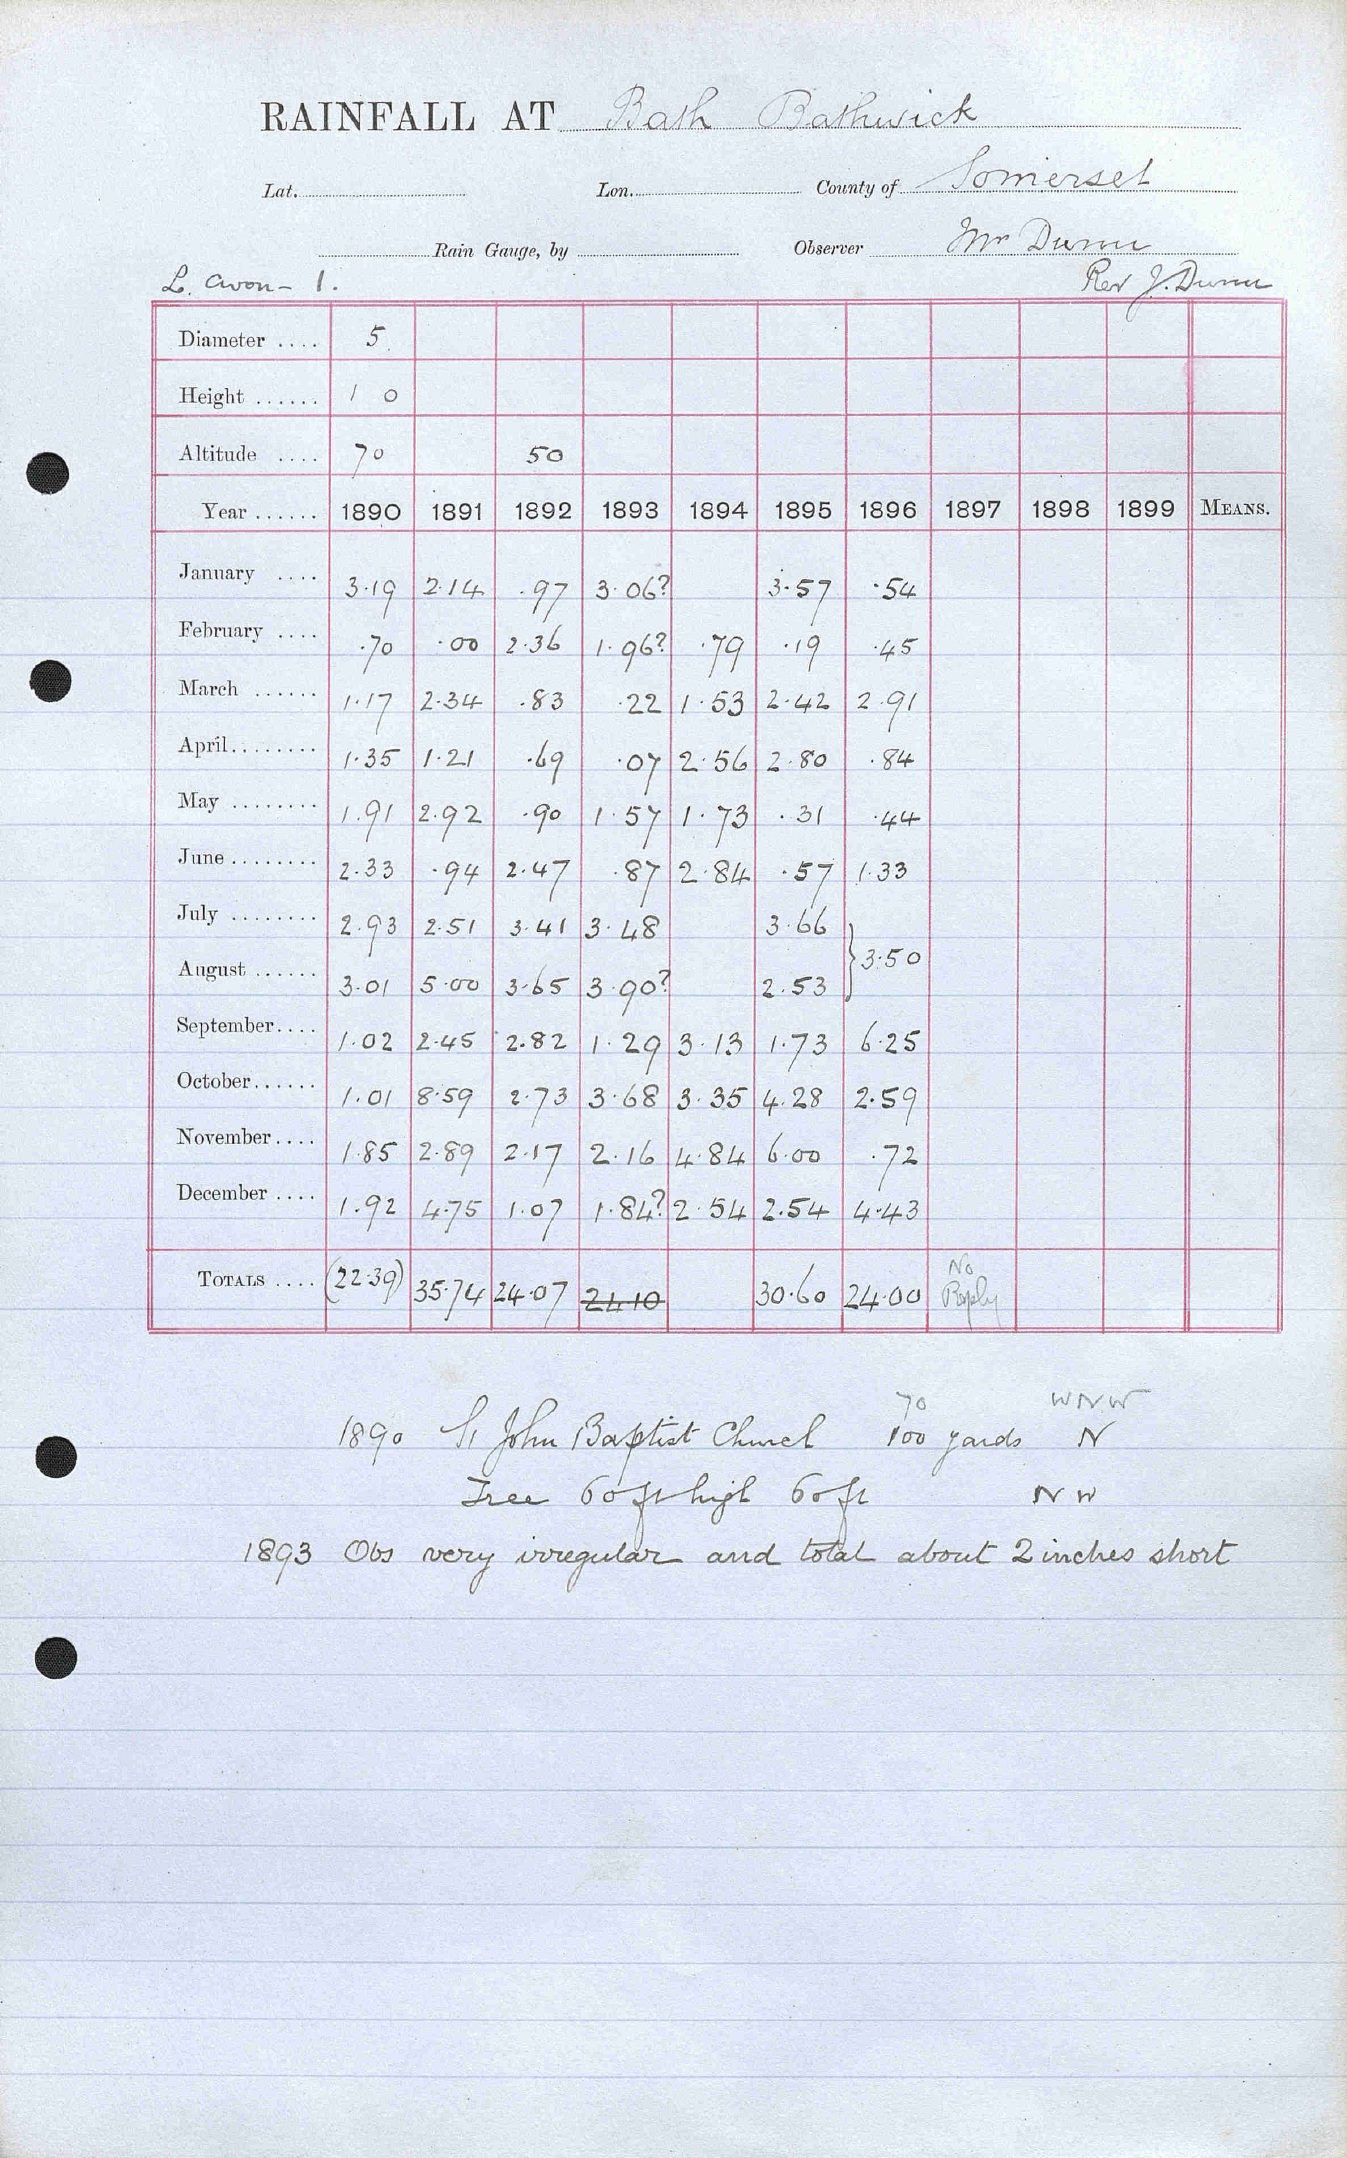 RAINFALL AT Bath Bathwick
Lat. Lon. County of Somerset
Rain Gauge, by Observer Mr Dunn
L. Avon - 1. Rev J. Dunn
Diameter .... 5
Height ...... 1 0
Altitude .... 70 50
Year ...... 1890 1891 1892 1893 1894 1895 1896 1897 1898 1899 MEANS.
January .... 3.19 2.14 .97 3.06? 3.57 .54
February .... .70 .00 2.36 1.96? .79 .19 .45
March ...... 1.17 2.34 .83 .22 1.53 2.42 2.91
April........ 1.35 1.21 .69 .07 2.56 2.80 .84
May ........ 1.91 2.92 .90 1.57 1.73 .31 .44
June ........ 2.33 .94 2.47 .87 2.84 .57 1.33
July ........ 2.93 2.51 3.41 3.48 3.66
} 3.50
August ...... 3.01 5.00 3.65 3.90? 2.53
September.... 1.02 2.45 2.82 1.29 3.13 1.73 6.25
October...... 1.01 8.59 2.73 3.68 3.35 4.28 2.59
November.... 1.85 2.89 2.17 2.16 4.84 6.00 .72
December .... 1.92 4.75 1.07 1.84? 2.54 2.54 4.43
TOTALS .... (22.39) 35.74 24.07 24.10 30.60 24.00 No Reply
70 WNW
1890 St John Baptist Church 100 yards N
Tree 60 ft high 60 ft NW
1893 Obs very irregular and total about 2 inches short